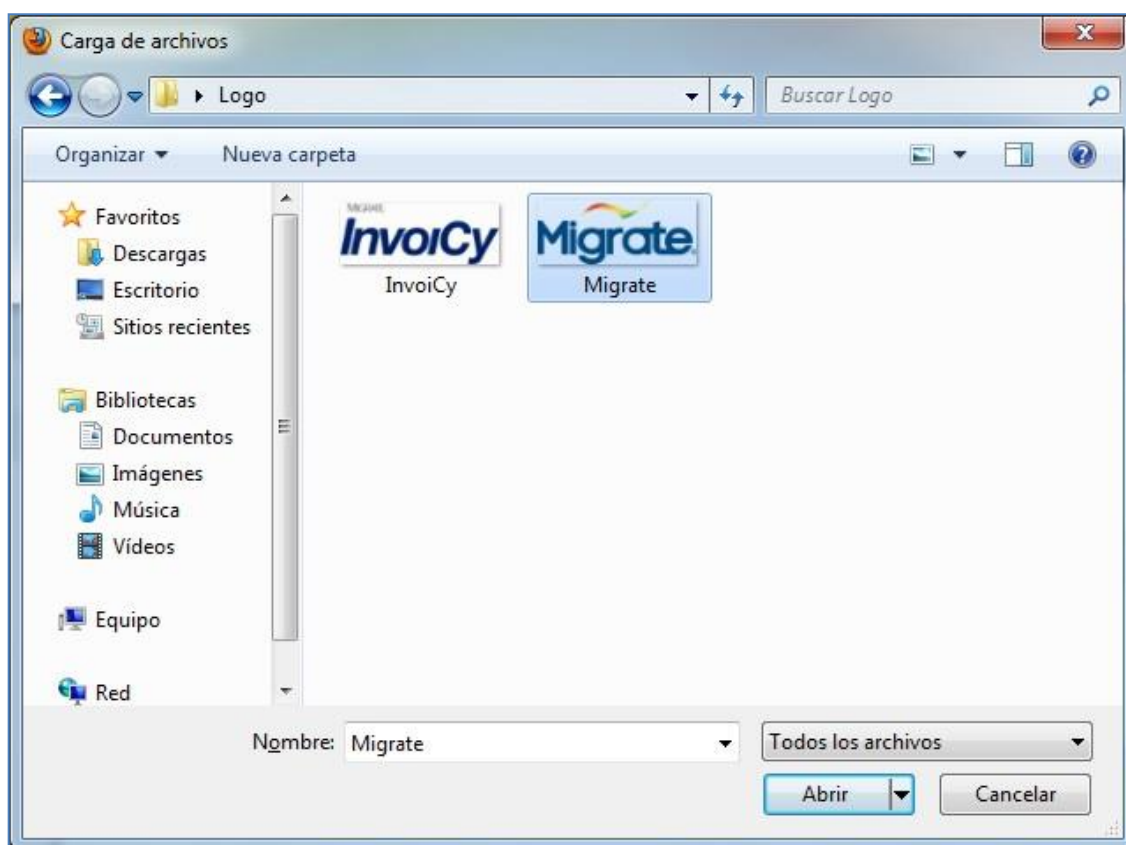 Carga de archivos
Logo
Buscar Logo
Organizar
Nueva carpeta
Favoritos
Descargas
Escritorio
Sitios recientes
Bibliotecas
Documentos
Imágenes
Música
Vídeos
Equipo
Red
MIGRATE
InvoiCy
InvoiCy
Migrate
Migrate
Nombre: Migrate
Todos los archivos
Abrir
Cancelar